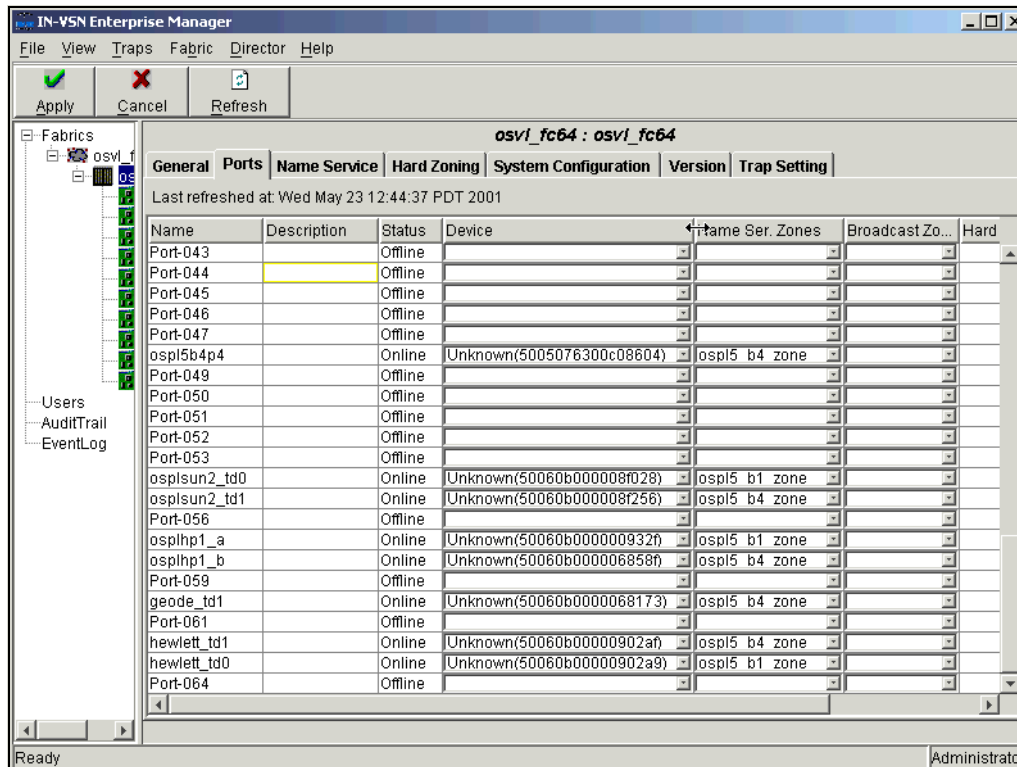 IN-VSN Enterprise Manager
File View Traps Fabric Director Help
Apply Cancel Refresh
Fabrics
osvl_f
os
Users
AuditTrail
EventLog
osvl_fc64 : osvl_fc64
General Ports Name Service Hard Zoning System Configuration Version Trap Setting
Last refreshed at: Wed May 23 12:44:37 PDT 2001
Name Description Status Device Name Ser. Zones Broadcast Zo... Hard
Port-043 Offline
Port-044 Offline
Port-045 Offline
Port-046 Offline
Port-047 Offline
ospl5b4p4 Online Unknown(5005076300c08604) ospl5_b4_zone
Port-049 Offline
Port-050 Offline
Port-051 Offline
Port-052 Offline
Port-053 Offline
osplsun2_td0 Online Unknown(50060b000008f028) ospl5_b1_zone
osplsun2_td1 Online Unknown(50060b000008f256) ospl5_b4_zone
Port-056 Offline
osplhp1_a Online Unknown(50060b000000932f) ospl5_b1_zone
osplhp1_b Online Unknown(50060b000006858f) ospl5_b4_zone
Port-059 Offline
geode_td1 Online Unknown(50060b0000068173) ospl5_b4_zone
Port-061 Offline
hewlett_td1 Online Unknown(50060b00000902af) ospl5_b4_zone
hewlett_td0 Online Unknown(50060b00000902a9) ospl5_b1_zone
Port-064 Offline
Ready Administrato